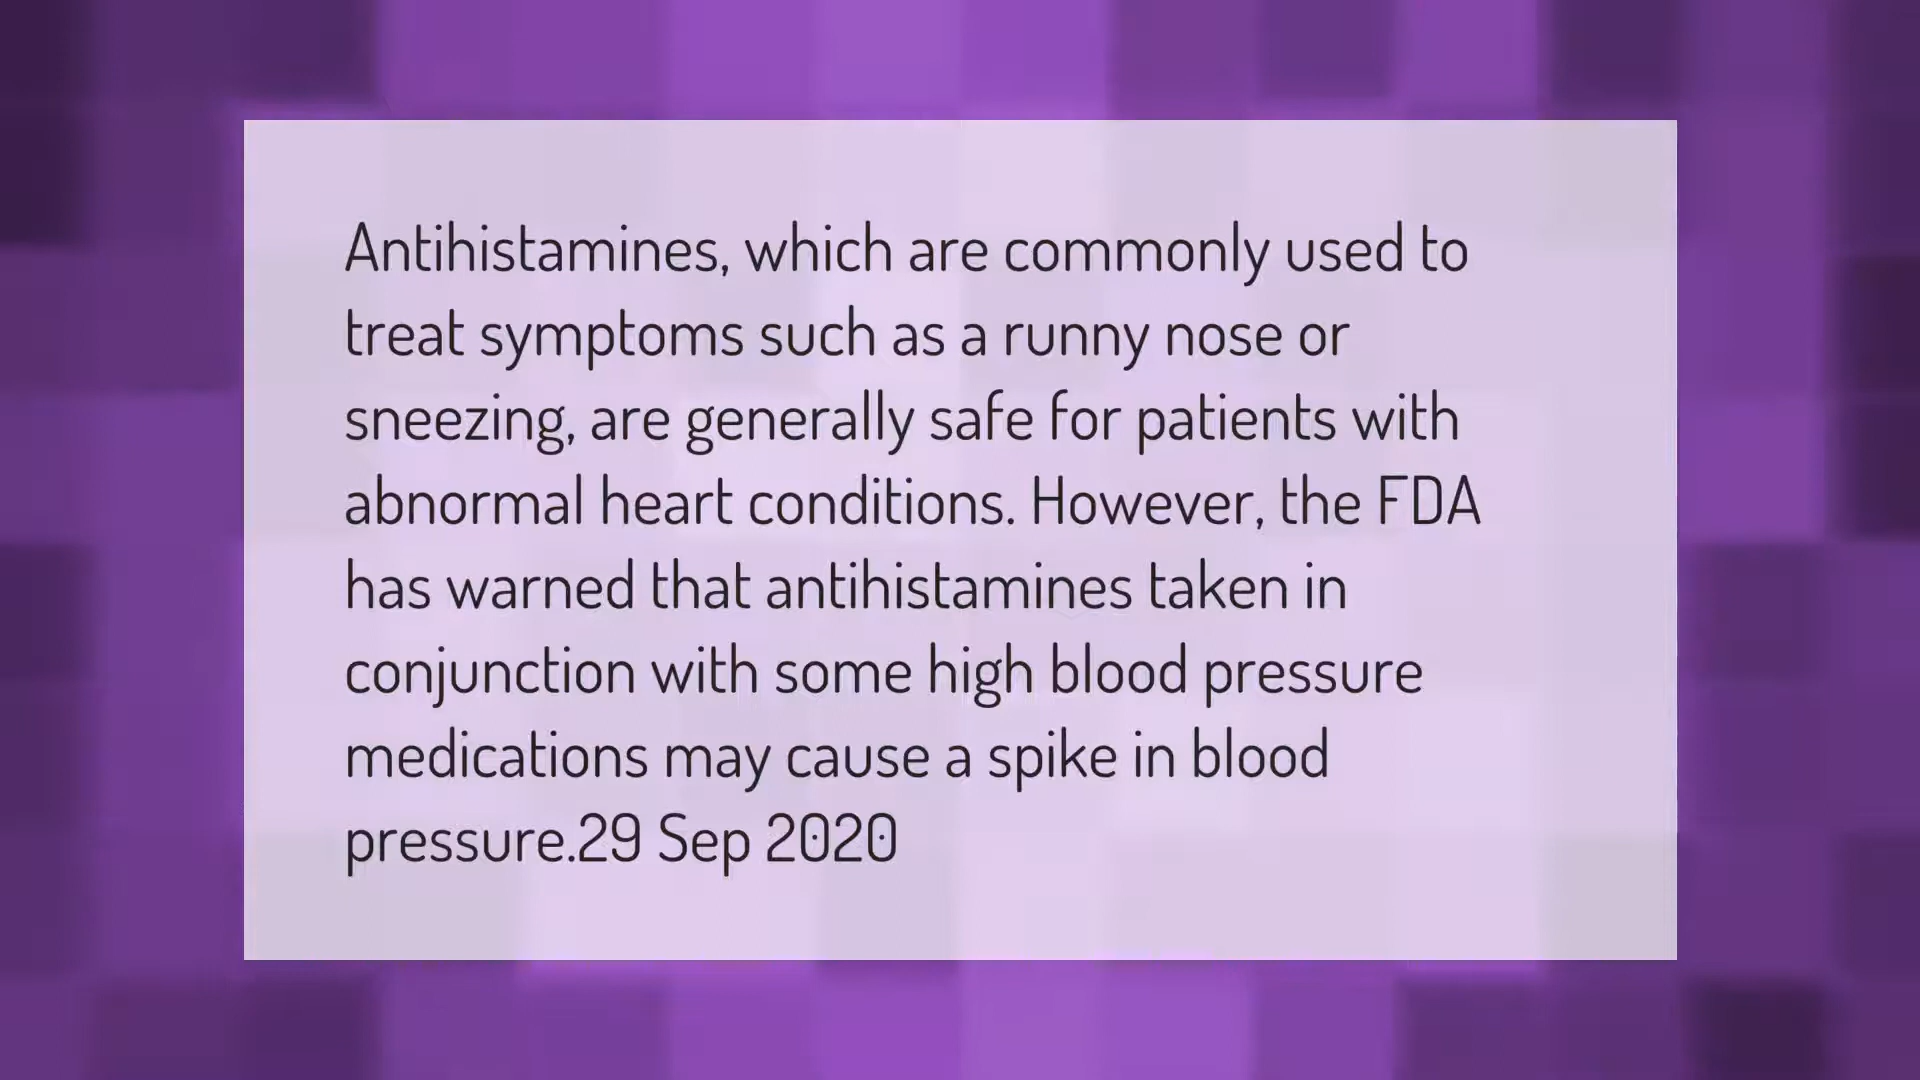 Antihistamines, which are commonly used to
treat symptoms such as a runny nose or
sneezing, are generally safe for patients with
abnormal heart conditions. However, the FDA
has warned that antihistamines taken in
conjunction with some high blood pressure
medications may cause a spike in blood
pressure.29 Sep 2020